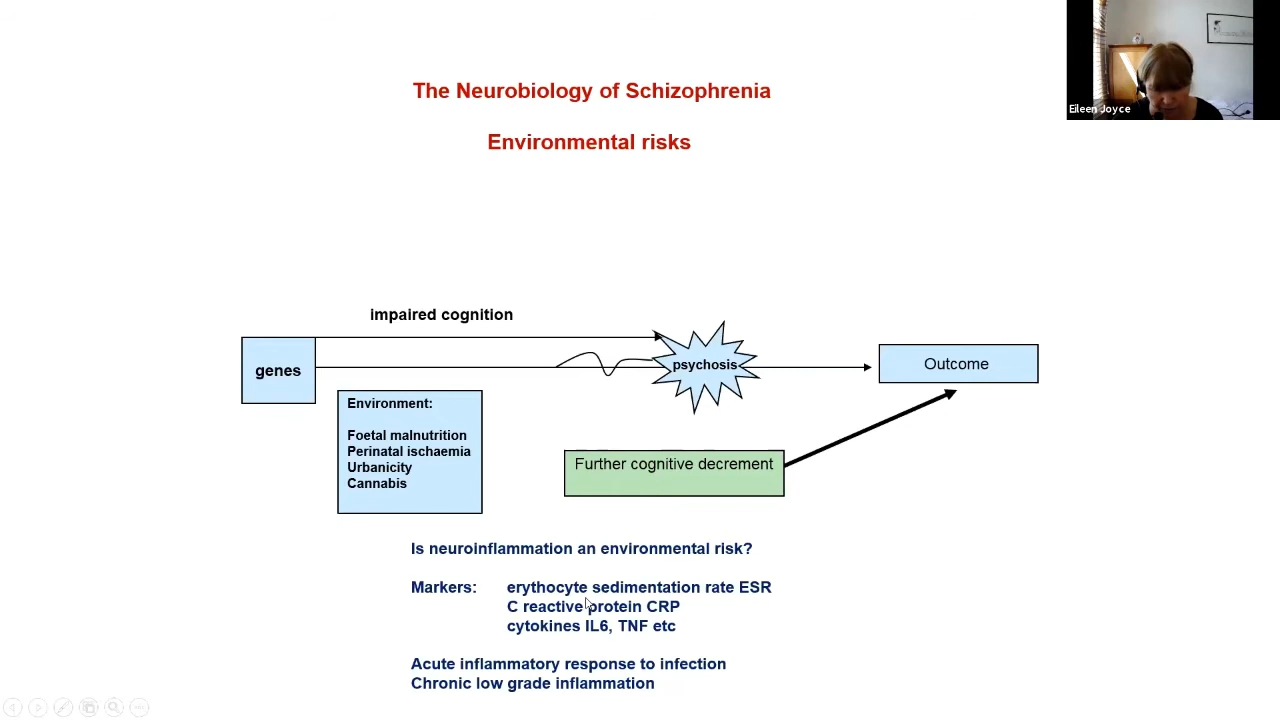 The Neurobiology of Schizophrenia
Environmental risks
Eileen Joyce
impaired cognition
genes
psychosis
Outcome
Environment:
Foetal malnutrition
Perinatal ischaemia
Urbanicity
Cannabis
Further cognitive decrement
Is neuroinflammation an environmental risk?
Markers: erythocyte sedimentation rate ESR
C reactive protein CRP
cytokines IL6, TNF etc
Acute inflammatory response to infection
Chronic low grade inflammation